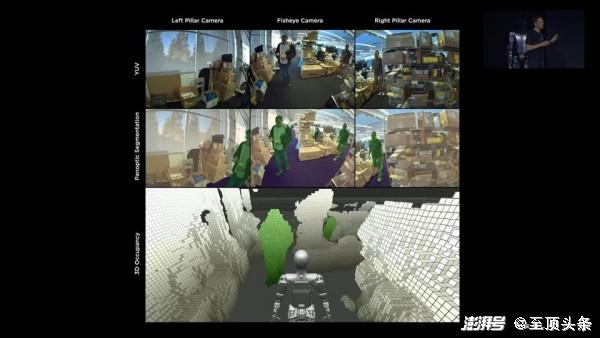 Left Pillar Camera
Fisheye Camera
Right Pillar Camera
YUV
Panoptic Segmentation
3D Occupancy
澎湃号 @至顶头条